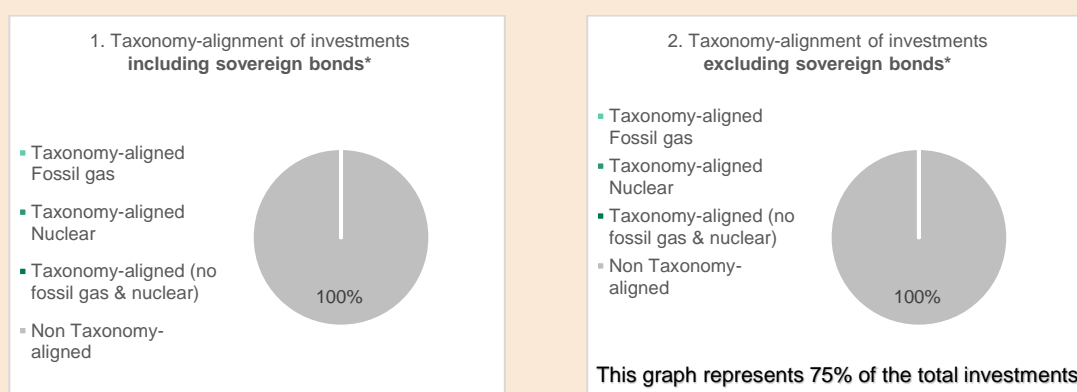 1. Taxonomy-alignment of investments
including sovereign bonds*
Taxonomy-aligned
Fossil gas
Taxonomy-aligned
Nuclear
Taxonomy-aligned (no
fossil gas & nuclear)
Non Taxonomy-
aligned
100%
2. Taxonomy-alignment of investments
excluding sovereign bonds*
Taxonomy-aligned
Fossil gas
Taxonomy-aligned
Nuclear
Taxonomy-aligned (no
fossil gas & nuclear)
Non Taxonomy-
aligned
100%
This graph represents 75% of the total investments